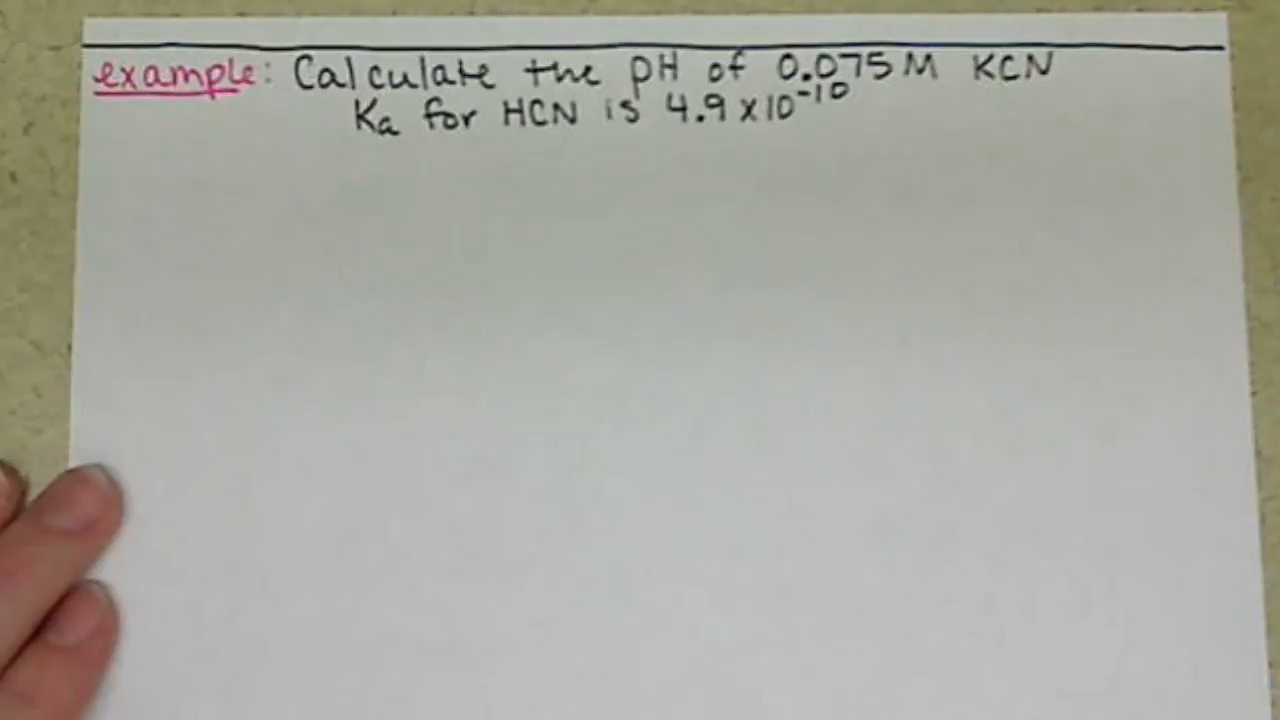 example: Calculate the pH of 0.075 M KCN
Ka for HCN is 4.9 x 10⁻¹⁰